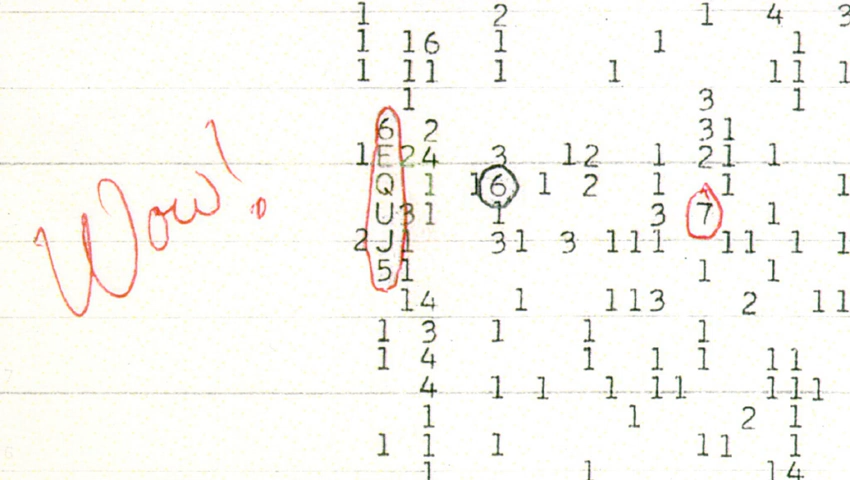 1 2 1 4 3
1 16 1 1 1
1 11 1 1 11 1
1 3 1
6 2 31
1E24 3 12 1 21 1
Q 1 16 1 2 1 1 1
U31 1 3 7 1
2J1 31 3 111 11 1 1
51 1 1
14 1 113 2 11
1 3 1 1 1
1 4 1 1 1 11
4 1 1 1 11 111
1 1 2 1
1 1 1 11 1
1 1 14
Wow!